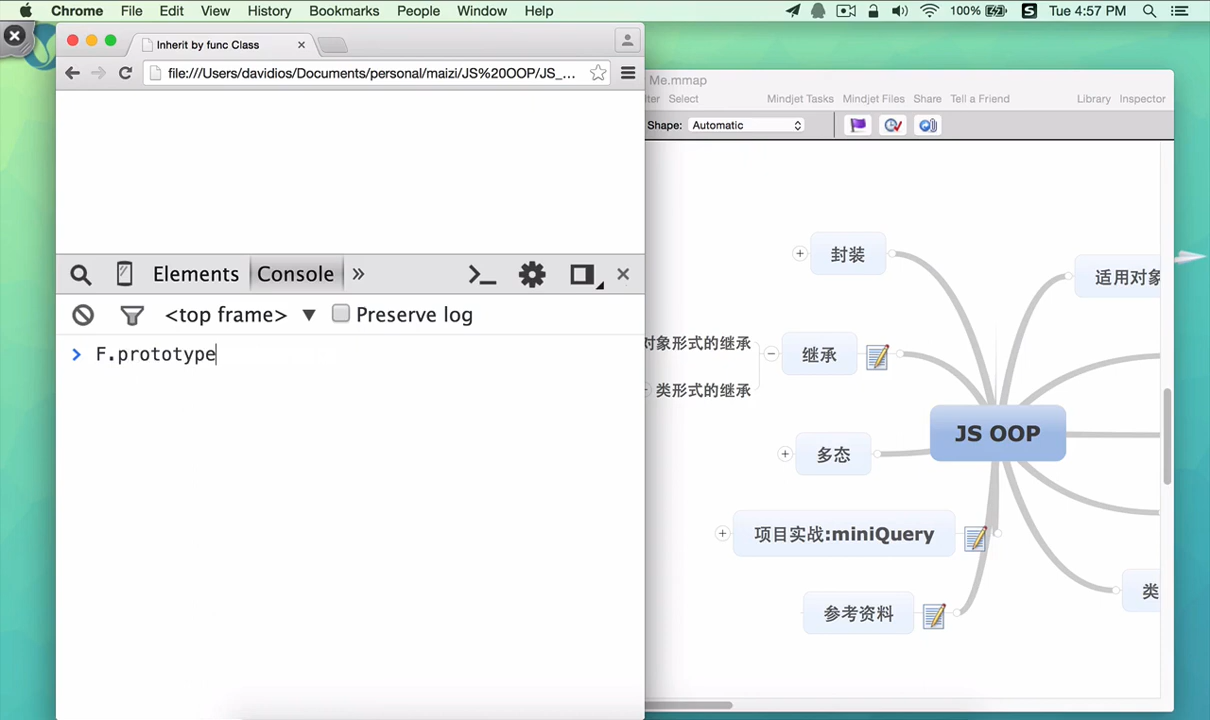 Chrome File Edit View History Bookmarks People Window Help 100% Tue 4:57 PM
Inherit by func Class
file:///Users/davidios/Documents/personal/maizi/JS%20OOP/JS_...
Elements Console »
<top frame> ▼ Preserve log
> F.prototype
Me.mmap
Select Mindjet Tasks Mindjet Files Share Tell a Friend Library Inspector
Shape: Automatic
封装
适用对象
对象形式的继承
继承
类形式的继承
JS OOP
多态
项目实战:miniQuery
类
参考资料